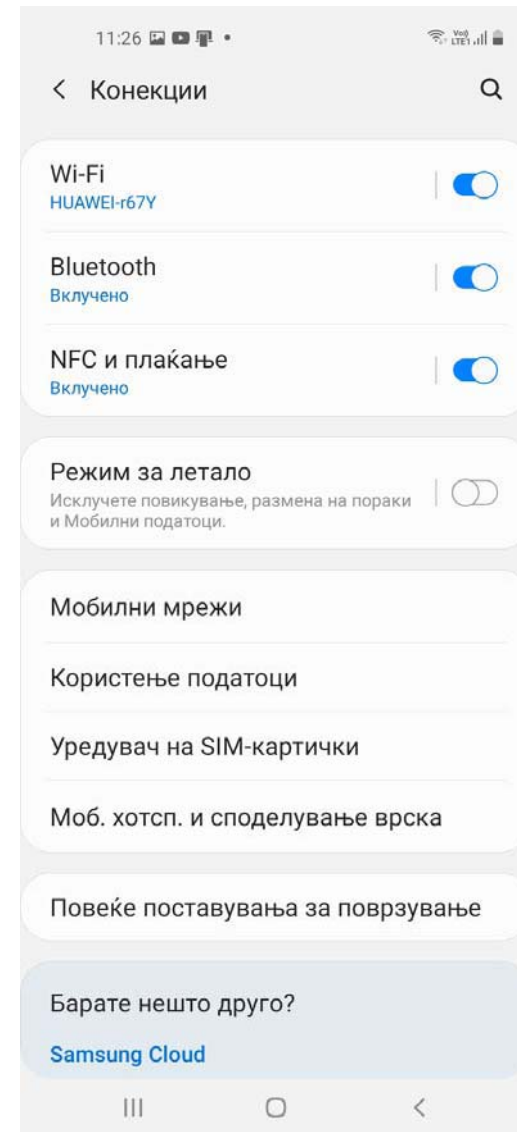 11:26
Vo)) LTE1
Конекции
Wi-Fi
HUAWEI-r67Y
Bluetooth
Вклучено
NFC и плаќање
Вклучено
Режим за летало
Исклучете повикување, размена на пораки
и Мобилни податоци.
Мобилни мрежи
Користење податоци
Уредувач на SIM-картички
Моб. хотсп. и споделување врска
Повеќе поставувања за поврзување
Барате нешто друго?
Samsung Cloud